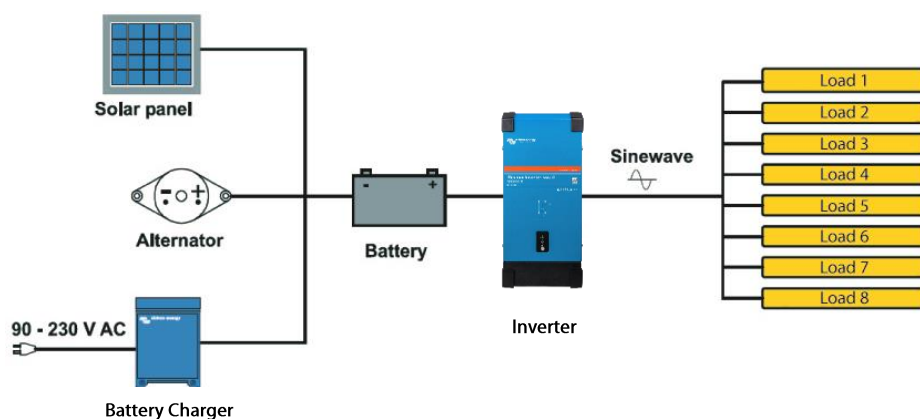 Solar panel
Alternator
90 - 230 V AC
Battery Charger
Battery
Inverter
Sinewave
Load 1
Load 2
Load 3
Load 4
Load 5
Load 6
Load 7
Load 8